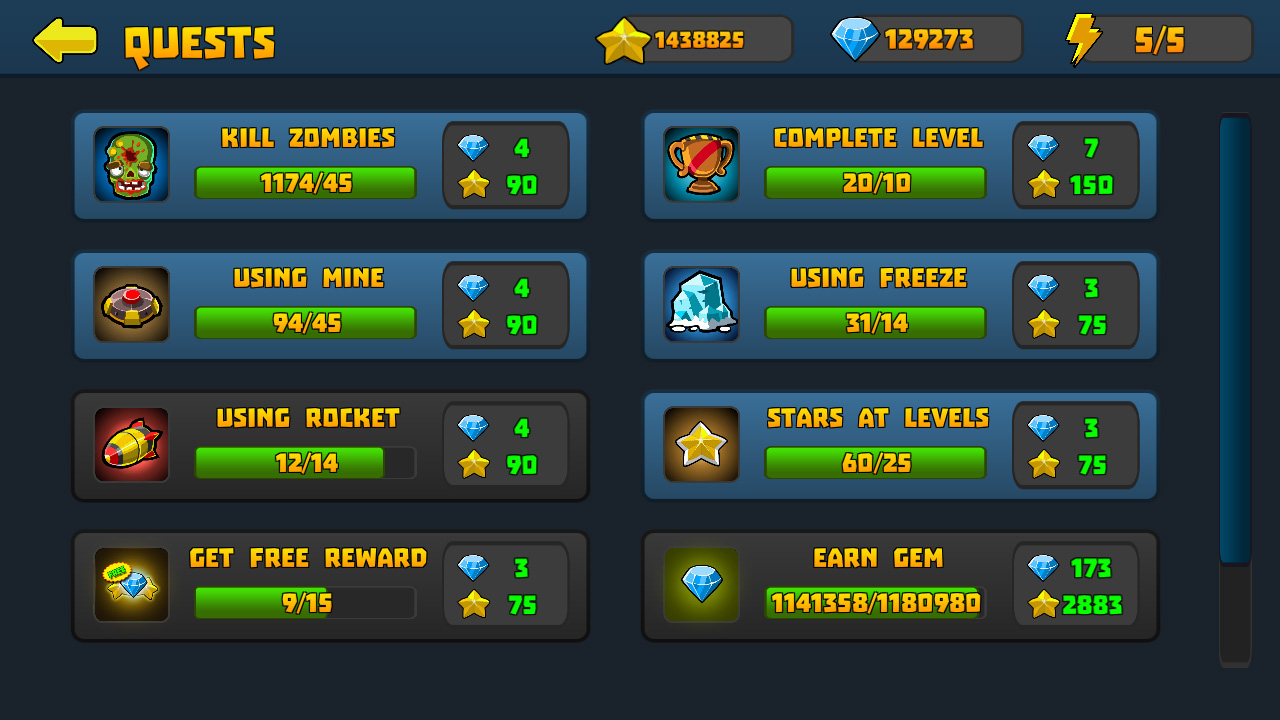 QUESTS
1438825
129273
5/5
KILL ZOMBIES
1174/45
4
90
COMPLETE LEVEL
20/10
7
150
USING MINE
94/45
4
90
USING FREEZE
31/14
3
75
USING ROCKET
12/14
4
90
STARS AT LEVELS
60/25
3
75
GET FREE REWARD
FREE
9/15
3
75
EARN GEM
1141358/1180980
173
2883